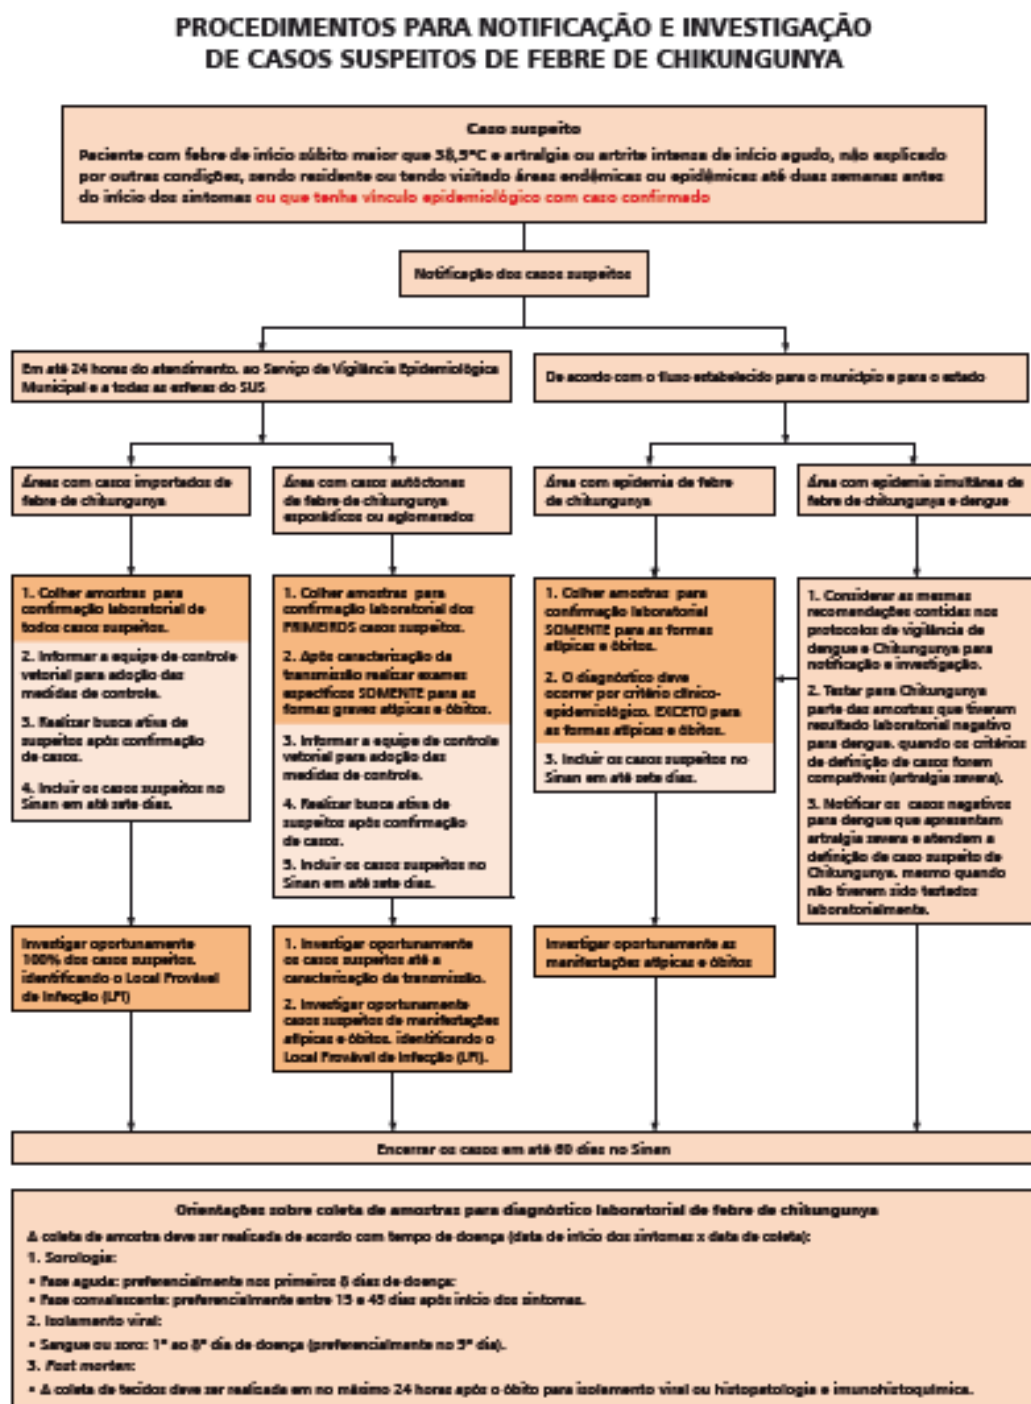 PROCEDIMENTOS PARA NOTIFICAÇÃO E INVESTIGAÇÃO
DE CASOS SUSPEITOS DE FEBRE DE CHIKUNGUNYA
Caso suspeito
Paciente com febre de início súbito maior que 38,5°C e artralgia ou artrite intensa de início agudo, não explicado
por outras condições, sendo residente ou tendo visitado áreas endêmicas ou epidêmicas até duas semanas antes
do início dos sintomas ou que tenha vínculo epidemiológico com caso confirmado
Notificação dos casos suspeitos
Em até 24 horas do atendimento, ao Serviço de Vigilância Epidemiológica
Municipal e a todas as esferas do SUS
De acordo com o fluxo estabelecido para o município e para o estado
Áreas com casos importados de
febre de chikungunya
Área com casos autóctones
de febre de chikungunya
esporádicos ou aglomerados
Área com epidemia de febre
de chikungunya
Área com epidemia simultânea de
febre de chikungunya e dengue
1. Colher amostras para
confirmação laboratorial de
todos casos suspeitos.
2. Informar a equipe de controle
vetorial para adoção das
medidas de controle.
3. Realizar busca ativa de
suspeitos após confirmação
de casos.
4. Incluir os casos suspeitos no
Sinan em até sete dias.
1. Colher amostras para
confirmação laboratorial dos
PRIMEIROS casos suspeitos.
2. Após caracterização da
transmissão realizar exames
específicos SOMENTE para as
formas graves atípicas e óbitos.
3. Informar a equipe de controle
vetorial para adoção das
medidas de controle.
4. Realizar busca ativa de
suspeitos após confirmação
de casos.
5. Incluir os casos suspeitos no
Sinan em até sete dias.
1. Colher amostras para
confirmação laboratorial
SOMENTE para as formas
atípicas e óbitos.
2. O diagnóstico deve
ocorrer por critério clínico-
epidemiológico, EXCETO para
as formas atípicas e óbitos.
3. Incluir os casos suspeitos no
Sinan em até sete dias.
1. Considerar as mesmas
recomendações contidas nos
protocolos de vigilância de
dengue e Chikungunya para
notificação e investigação.
2. Testar para Chikungunya
parte das amostras que tiveram
resultado laboratorial negativo
para dengue, quando os critérios
de definição de casos forem
compatíveis (artralgia severa).
3. Notificar os casos negativos
para dengue que apresentam
artralgia severa e atendem a
definição de caso suspeito de
Chikungunya, mesmo quando
não tiverem sido testados
laboratorialmente.
Investigar oportunamente
100% dos casos suspeitos,
identificando o Local Provável
de Infecção (LPI)
1. Investigar oportunamente
os casos suspeitos até a
caracterização da transmissão.
2. Investigar oportunamente
casos suspeitos de manifestações
atípicas e óbitos, identificando o
Local Provável de Infecção (LPI).
Investigar oportunamente as
manifestações atípicas e óbitos
Encerrar os casos em até 60 dias no Sinan
Orientações sobre coleta de amostras para diagnóstico laboratorial de febre de chikungunya
A coleta de amostra deve ser realizada de acordo com tempo de doença (data de início dos sintomas x data de coleta):
1. Sorologia:
• Fase aguda: preferencialmente nos primeiros 8 dias de doença;
• Fase convalescente: preferencialmente entre 15 e 45 dias após início dos sintomas.
2. Isolamento viral:
• Sangue ou soro: 1º ao 8º dia de doença (preferencialmente no 5º dia).
3. Post morten:
• A coleta de tecidos deve ser realizada em no máximo 24 horas após o óbito para isolamento viral ou histopatologia e imunohistoquímica.